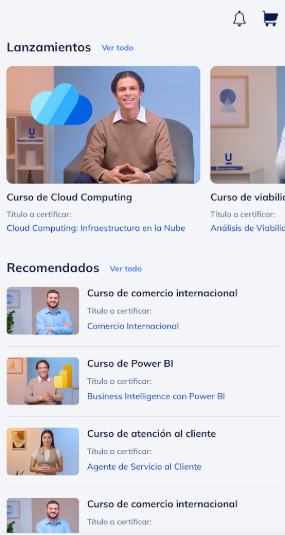 Lanzamientos Ver todo
Curso de Cloud Computing
Título a certificar:
Cloud Computing: Infraestructura en la Nube
Curso de viabili
Título a certificar:
Análisis de Viabilid
Recomendados Ver todo
Curso de comercio internacional
Título a certificar:
Comercio Internacional
Curso de Power BI
Título a certificar:
Business Intelligence con Power BI
Curso de atención al cliente
Título a certificar:
Agente de Servicio al Cliente
Curso de comercio internacional
Título a certificar: